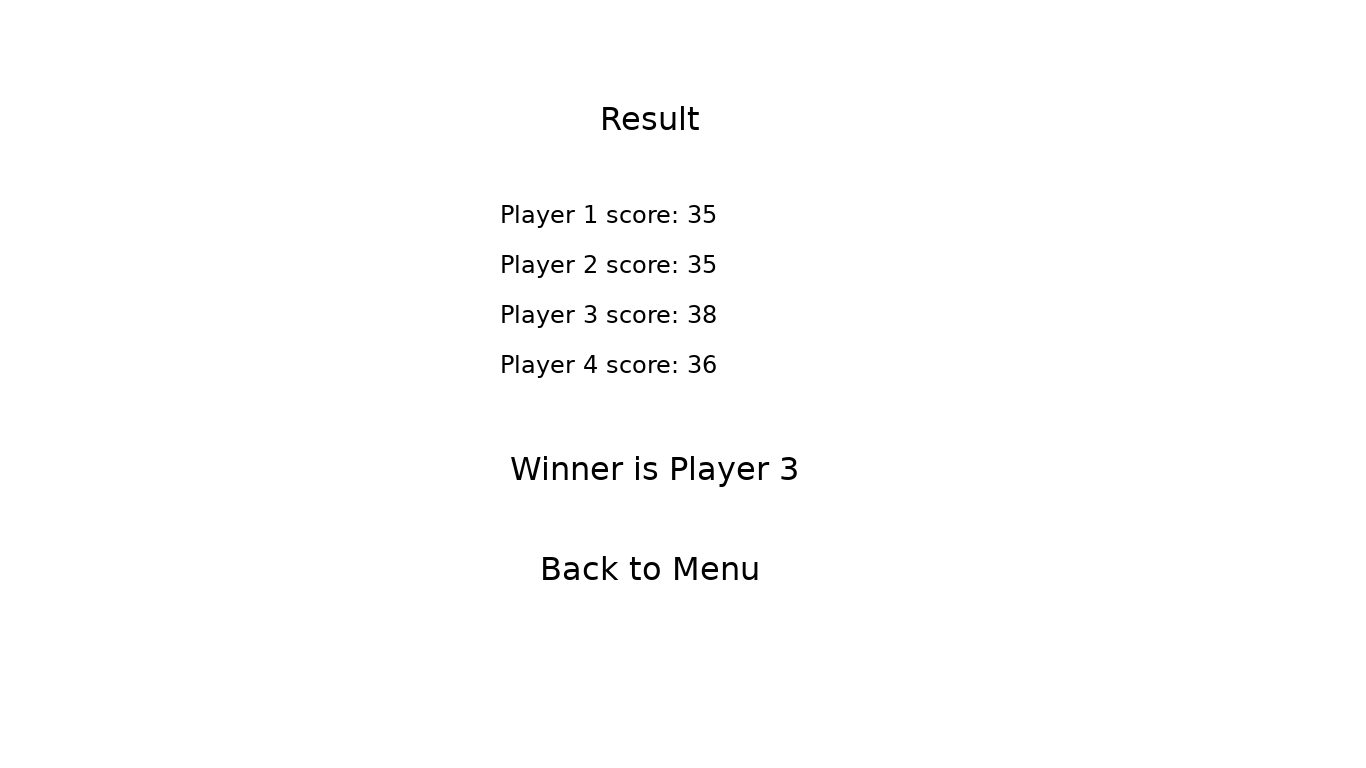 Result
Player 1 score: 35
Player 2 score: 35
Player 3 score: 38
Player 4 score: 36
Winner is Player 3
Back to Menu